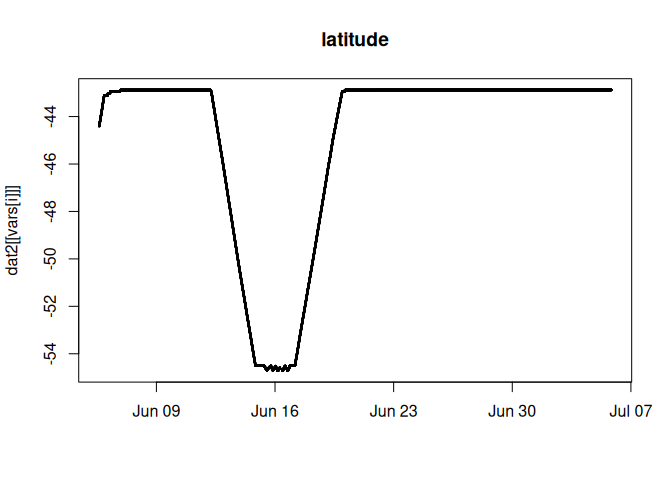 latitude
dat2[[vars[i]]]
-44
-46
-48
-50
-52
-54
Jun 09
Jun 16
Jun 23
Jun 30
Jul 07